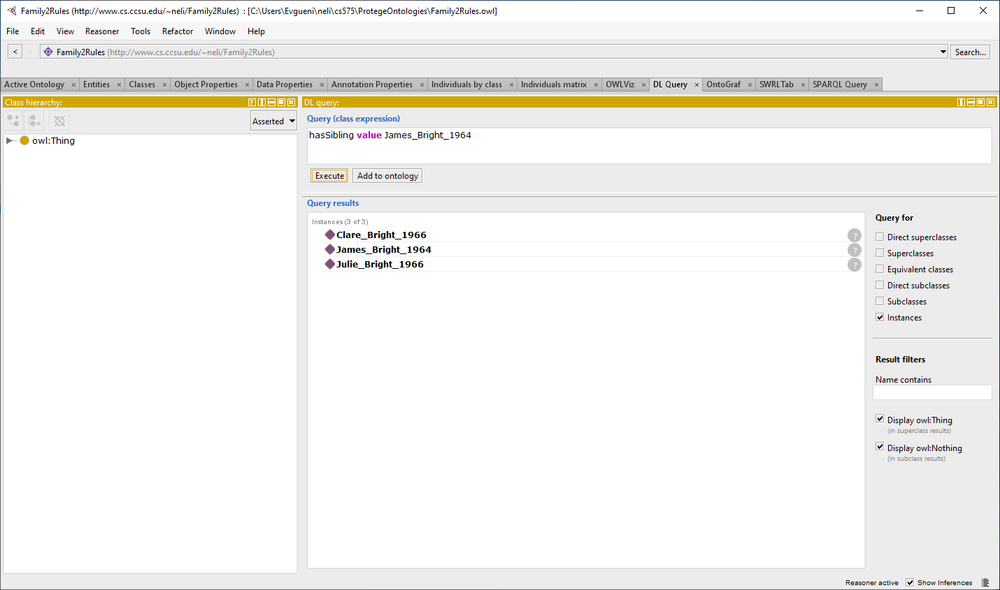 Family2Rules (http://www.cs.ccsu.edu/~neli/Family2Rules) : [C:\Users\Evgueni\neli\cs575\ProtegeOntologies\Family2Rules.owl]
File Edit View Reasoner Tools Refactor Window Help
< > Family2Rules (http://www.cs.ccsu.edu/~neli/Family2Rules) Search...
Active Ontology × Entities × Classes × Object Properties × Data Properties × Annotation Properties × Individuals by class × Individuals matrix × OWLViz × DL Query × OntoGraf × SWRLTab × SPARQL Query ×
Class hierarchy:
Asserted
owl:Thing
DL query:
Query (class expression)
hasSibling value James_Bright_1964
Execute Add to ontology
Query results
Instances (3 of 3)
Clare_Bright_1966 ?
James_Bright_1964 ?
Julie_Bright_1966 ?
Query for
Direct superclasses
Superclasses
Equivalent classes
Direct subclasses
Subclasses
Instances
Result filters
Name contains
Display owl:Thing
(in superclass results)
Display owl:Nothing
(in subclass results)
Reasoner active Show Inferences